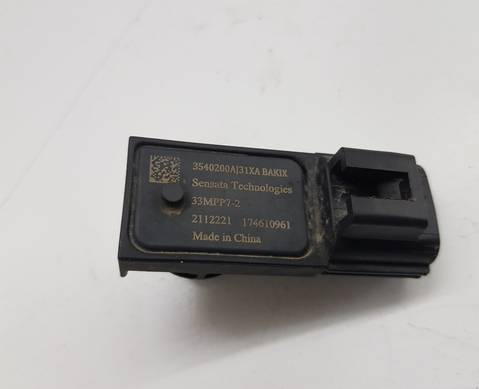 3540200AJ31XA BAKIX
Sensata Technologies
33MPP7-2
2112221 174610961
Made in China